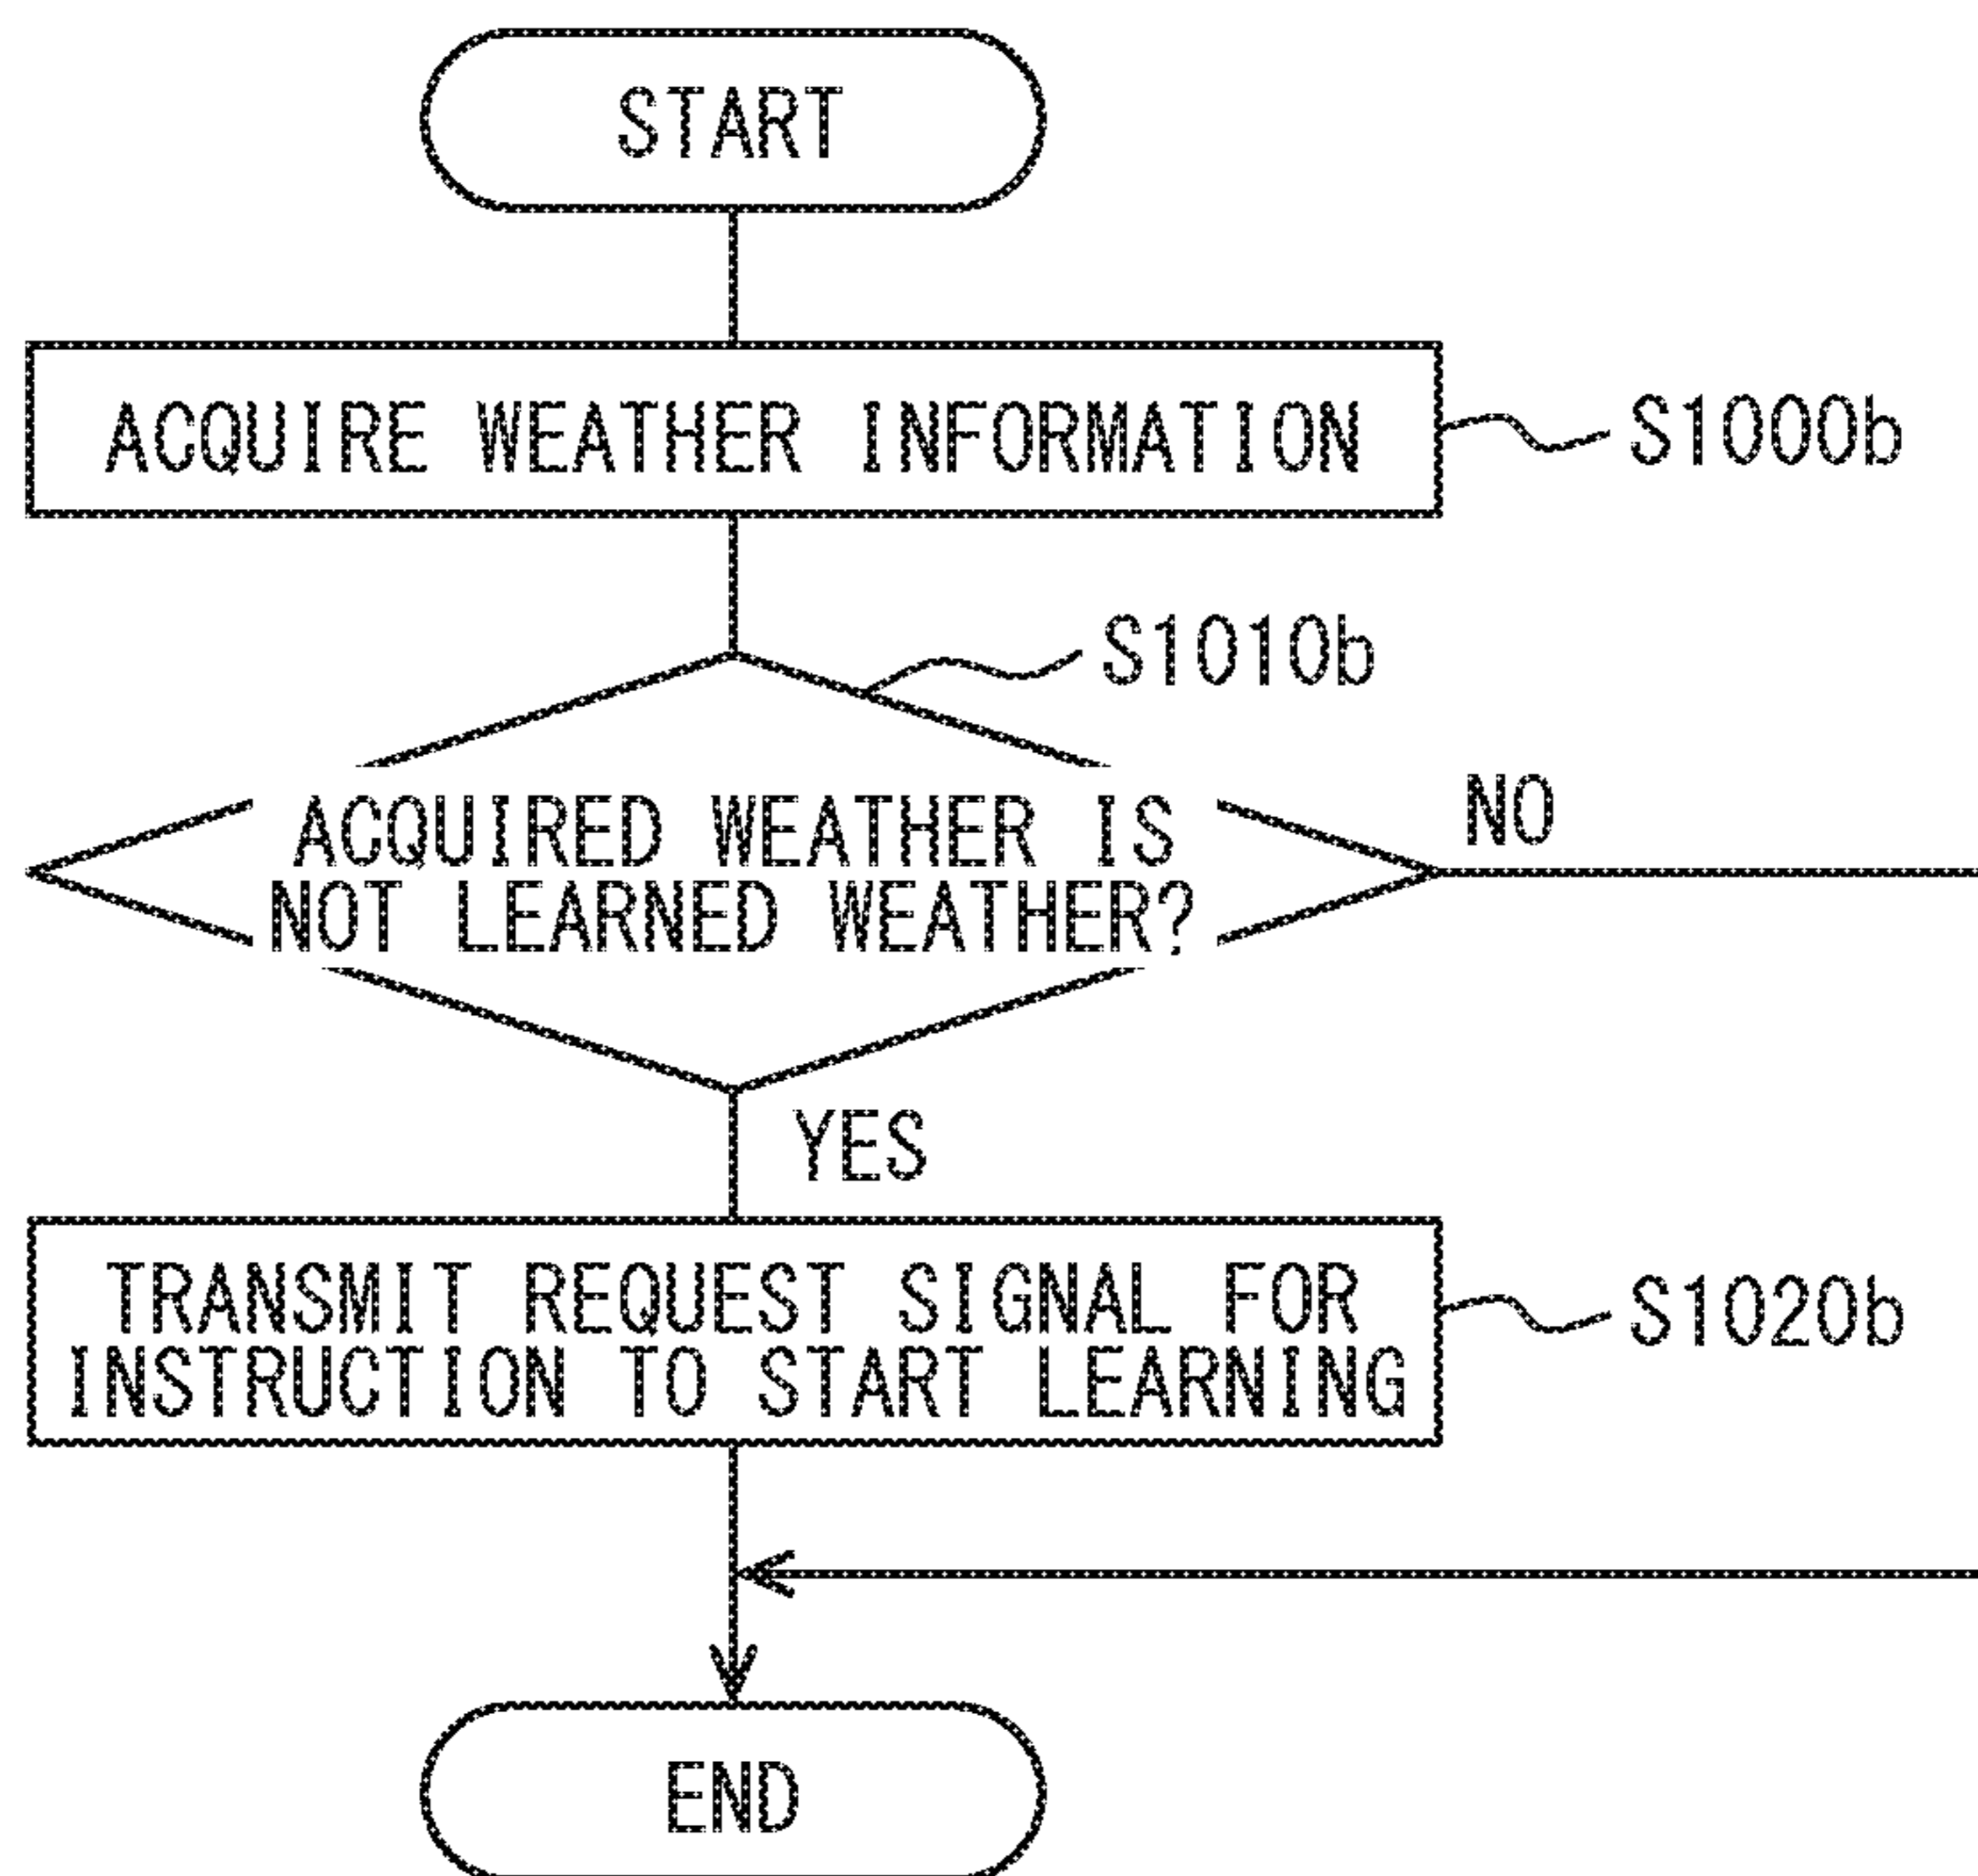 START
ACQUIRE WEATHER INFORMATION
S1000b
S1010b
ACQUIRED WEATHER IS
NOT LEARNED WEATHER?
NO
YES
TRANSMIT REQUEST SIGNAL FOR
INSTRUCTION TO START LEARNING
S1020b
END